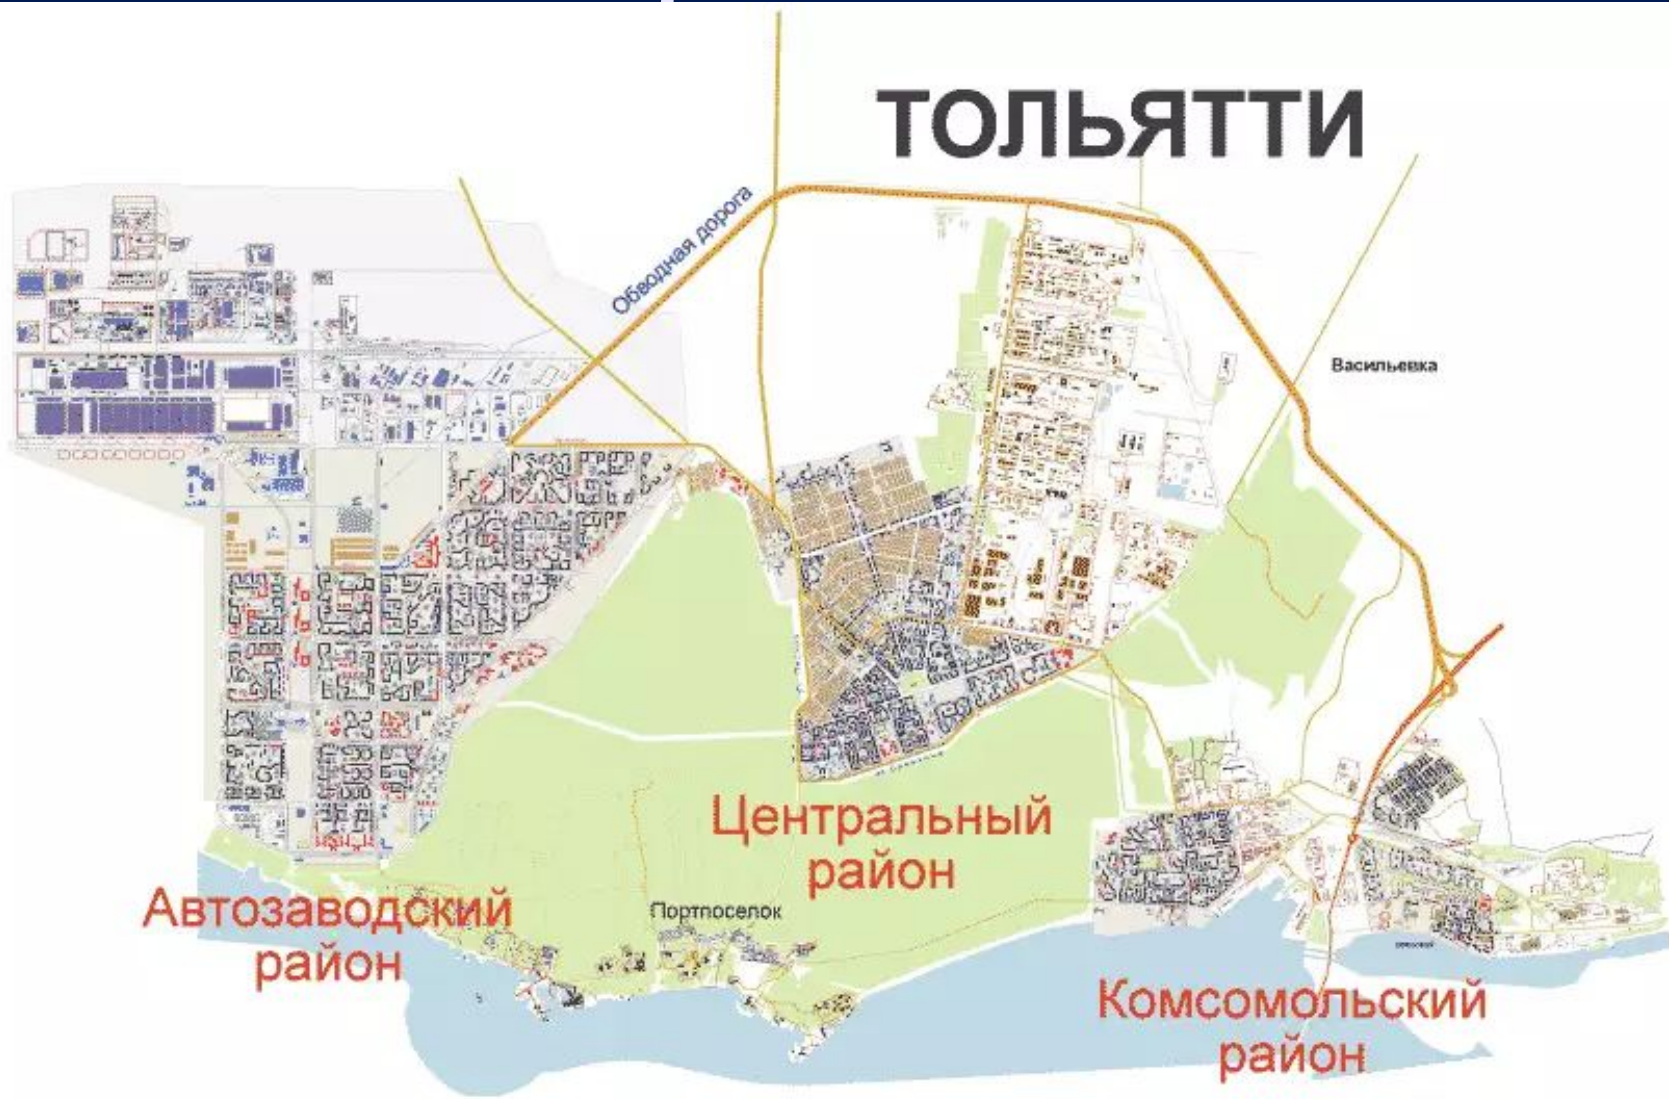 ТОЛЬЯТТИ
Обводная дорога
Васильевка
Центральный
район
Автозаводский
район
Портпоселок
Комсомольский
район